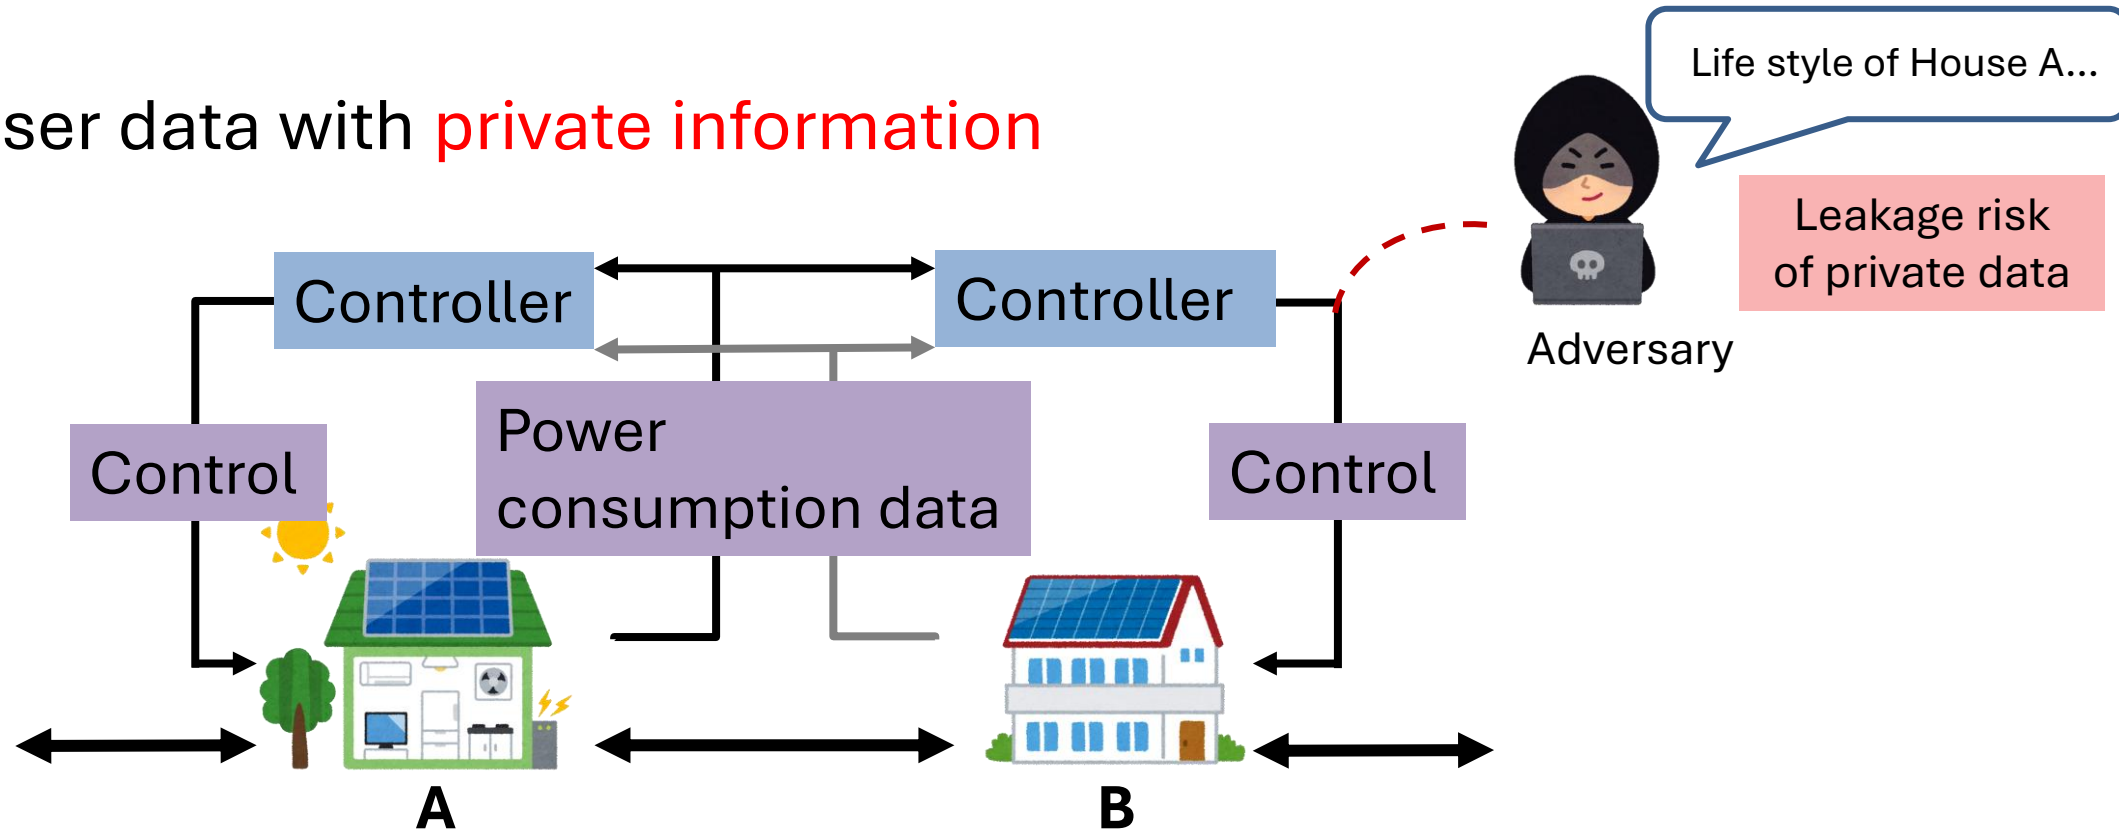 ser data with private information
Life style of House A...
Leakage risk
of private data
Adversary
Controller
Controller
Power
consumption data
Control
Control
A
B